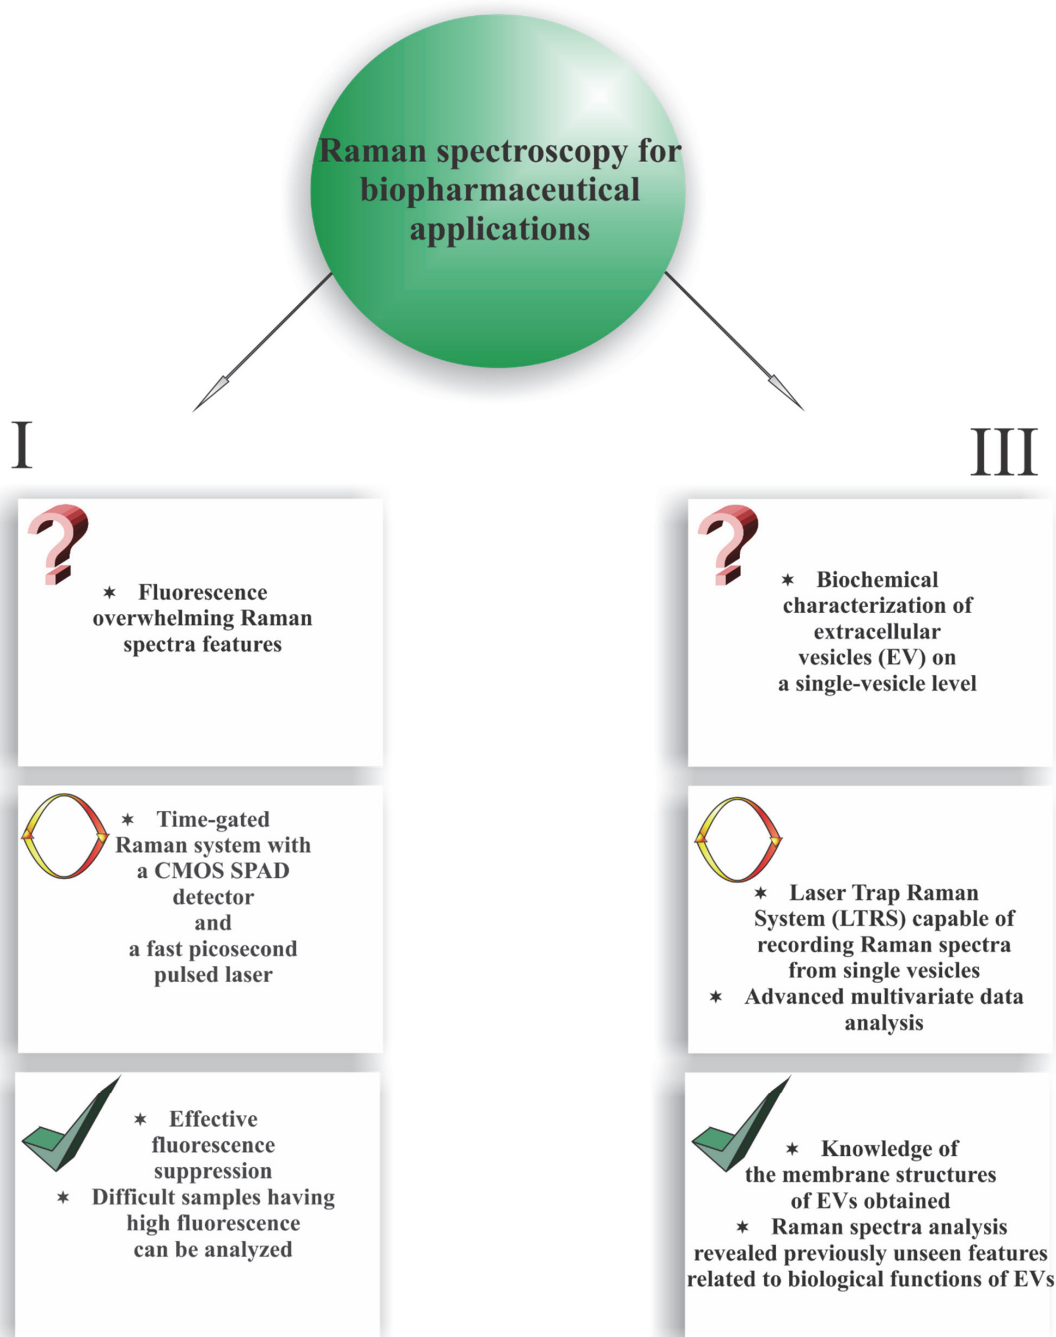 Raman spectroscopy for
biopharmaceutical
applications
I
✶ Fluorescence
overwhelming Raman
spectra features
✶ Time-gated
Raman system with
a CMOS SPAD
detector
and
a fast picosecond
pulsed laser
✶ Effective
fluorescence
suppression
✶ Difficult samples having
high fluorescence
can be analyzed
III
✶ Biochemical
characterization of
extracellular
vesicles (EV) on
a single-vesicle level
✶ Laser Trap Raman
System (LTRS) capable of
recording Raman spectra
from single vesicles
✶ Advanced multivariate data
analysis
✶ Knowledge of
the membrane structures
of EVs obtained
✶ Raman spectra analysis
revealed previously unseen features
related to biological functions of EVs